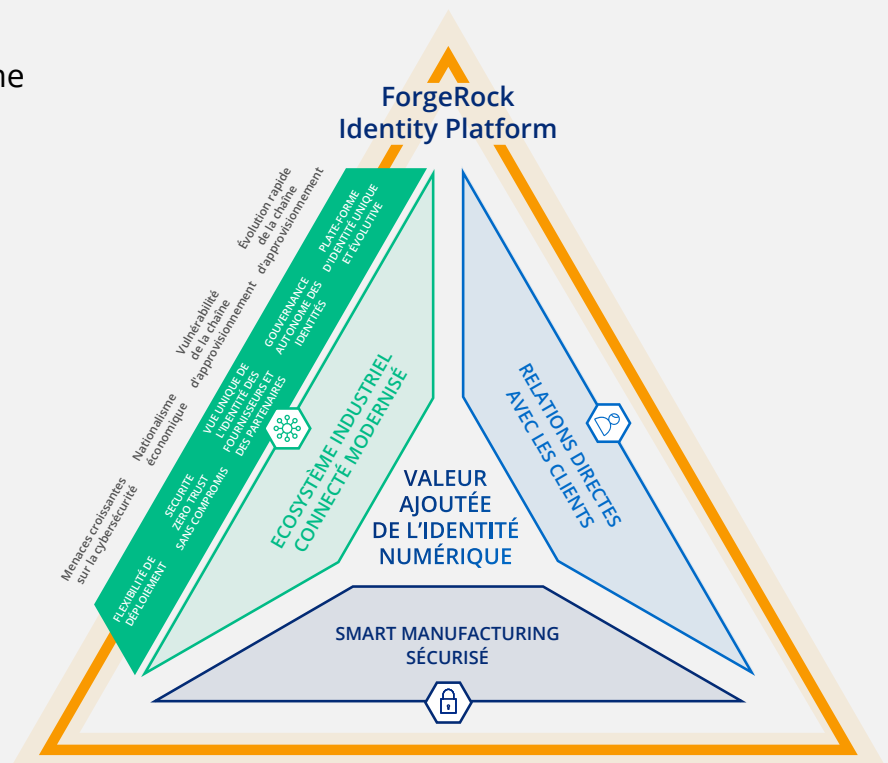 ne
ForgeRock
Identity Platform
Évolution rapide
de la chaîne
d'approvisionnement
Vulnérabilité
de la chaîne
d'approvisionnement
Nationalisme
économique
Menaces croissantes
sur la cybersécurité
PLATE-FORME
D'IDENTITÉ UNIQUE
ET ÉVOLUTIVE
GOUVERNANCE
AUTONOME DES
IDENTITÉS
VUE UNIQUE DE
L'IDENTITÉ DES
FOURNISSEURS ET
DES PARTENAIRES
SECURITE
ZERO TRUST
SANS COMPROMIS
FLEXIBILITÉ DE
DÉPLOIEMENT
ECOSYSTÈME INDUSTRIEL
CONNECTÉ MODERNISÉ
RELATIONS DIRECTES
AVEC LES CLIENTS
VALEUR
AJOUTÉE
DE L'IDENTITÉ
NUMÉRIQUE
SMART MANUFACTURING
SÉCURISÉ